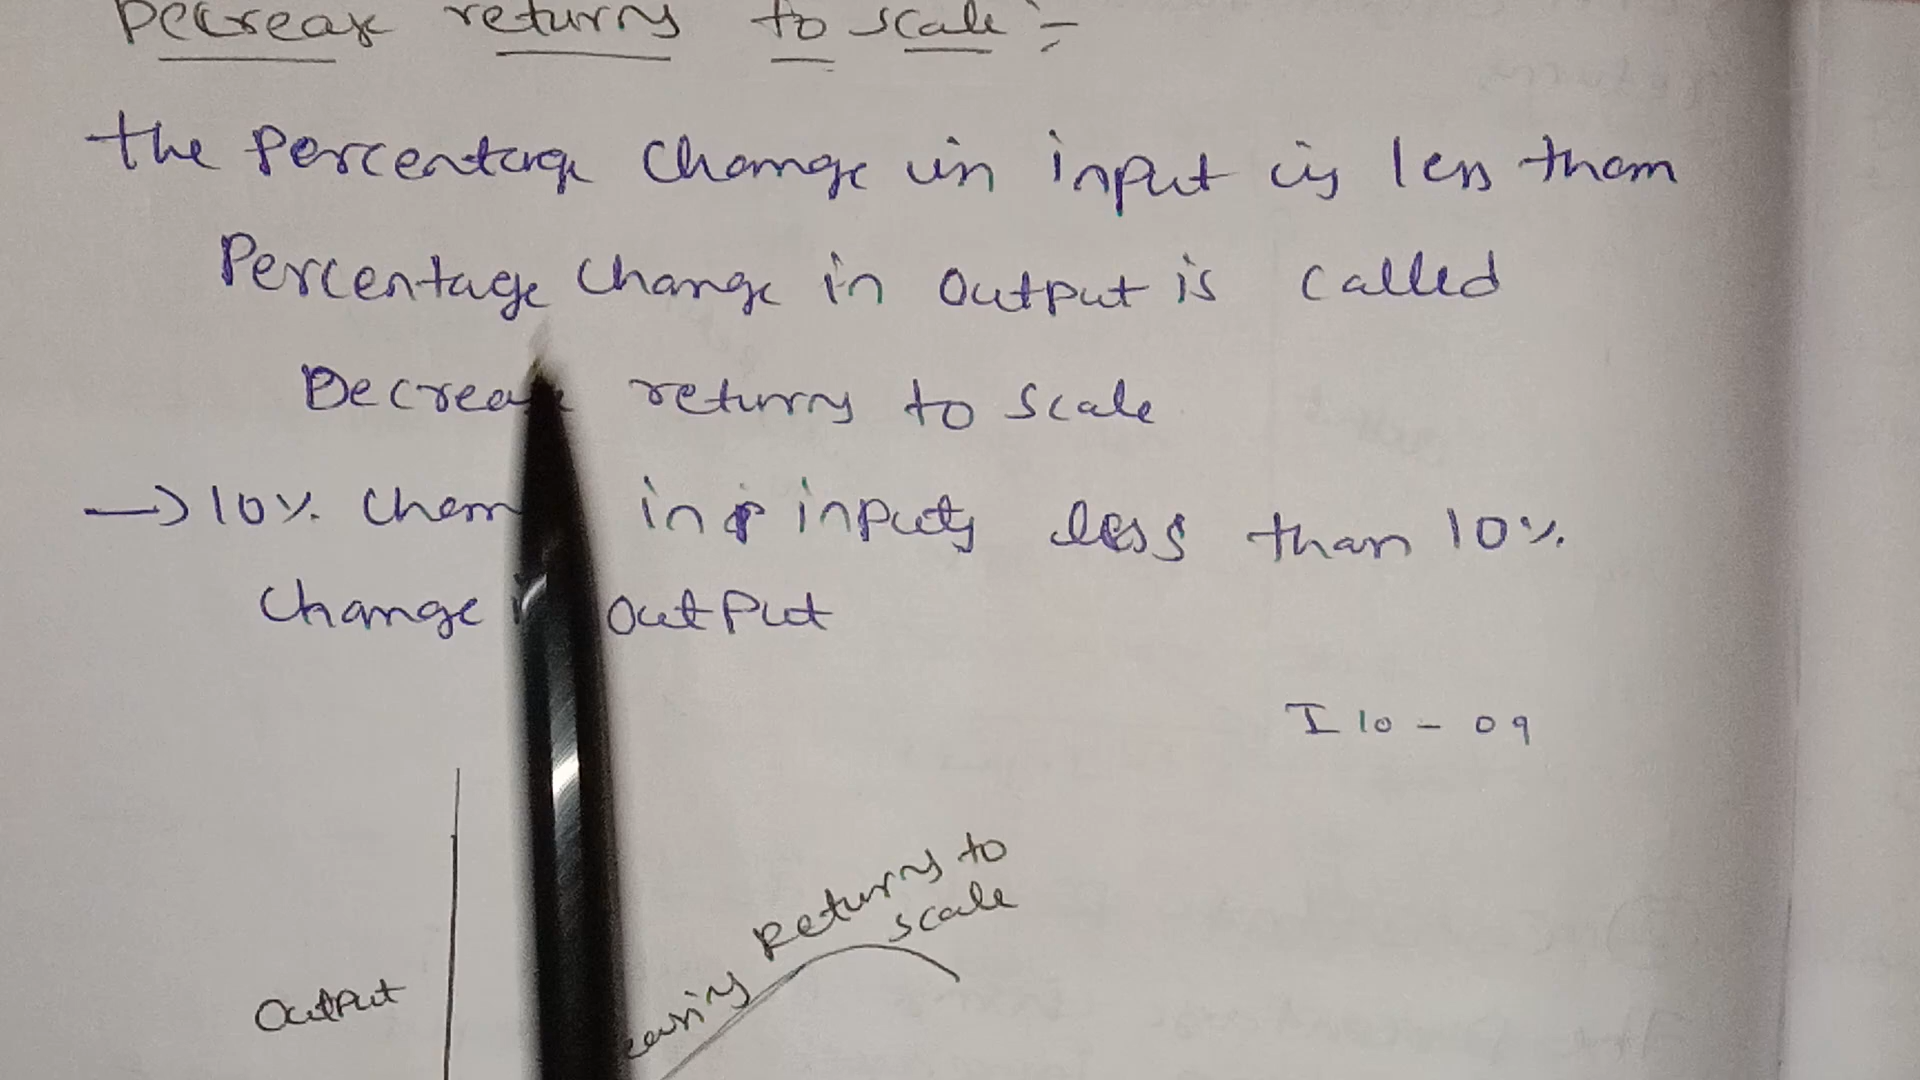 Decrease returns to scale :-
the Percentage change in input is less than
Percentage change in output is called
Decrease returns to scale
→ 10% chan in inputs less than 10%
change output
I 10 - 09
Returns to
scale
easing
output